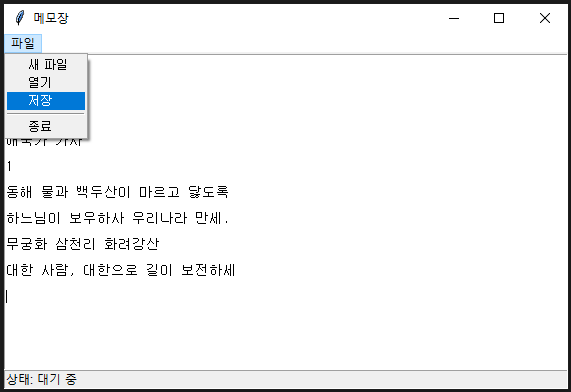 메모장
파일
새 파일
열기
저장
종료
애국가 가사
1
동해 물과 백두산이 마르고 닳도록
하느님이 보우하사 우리나라 만세.
무궁화 삼천리 화려강산
대한 사람, 대한으로 길이 보전하세
상태: 대기 중